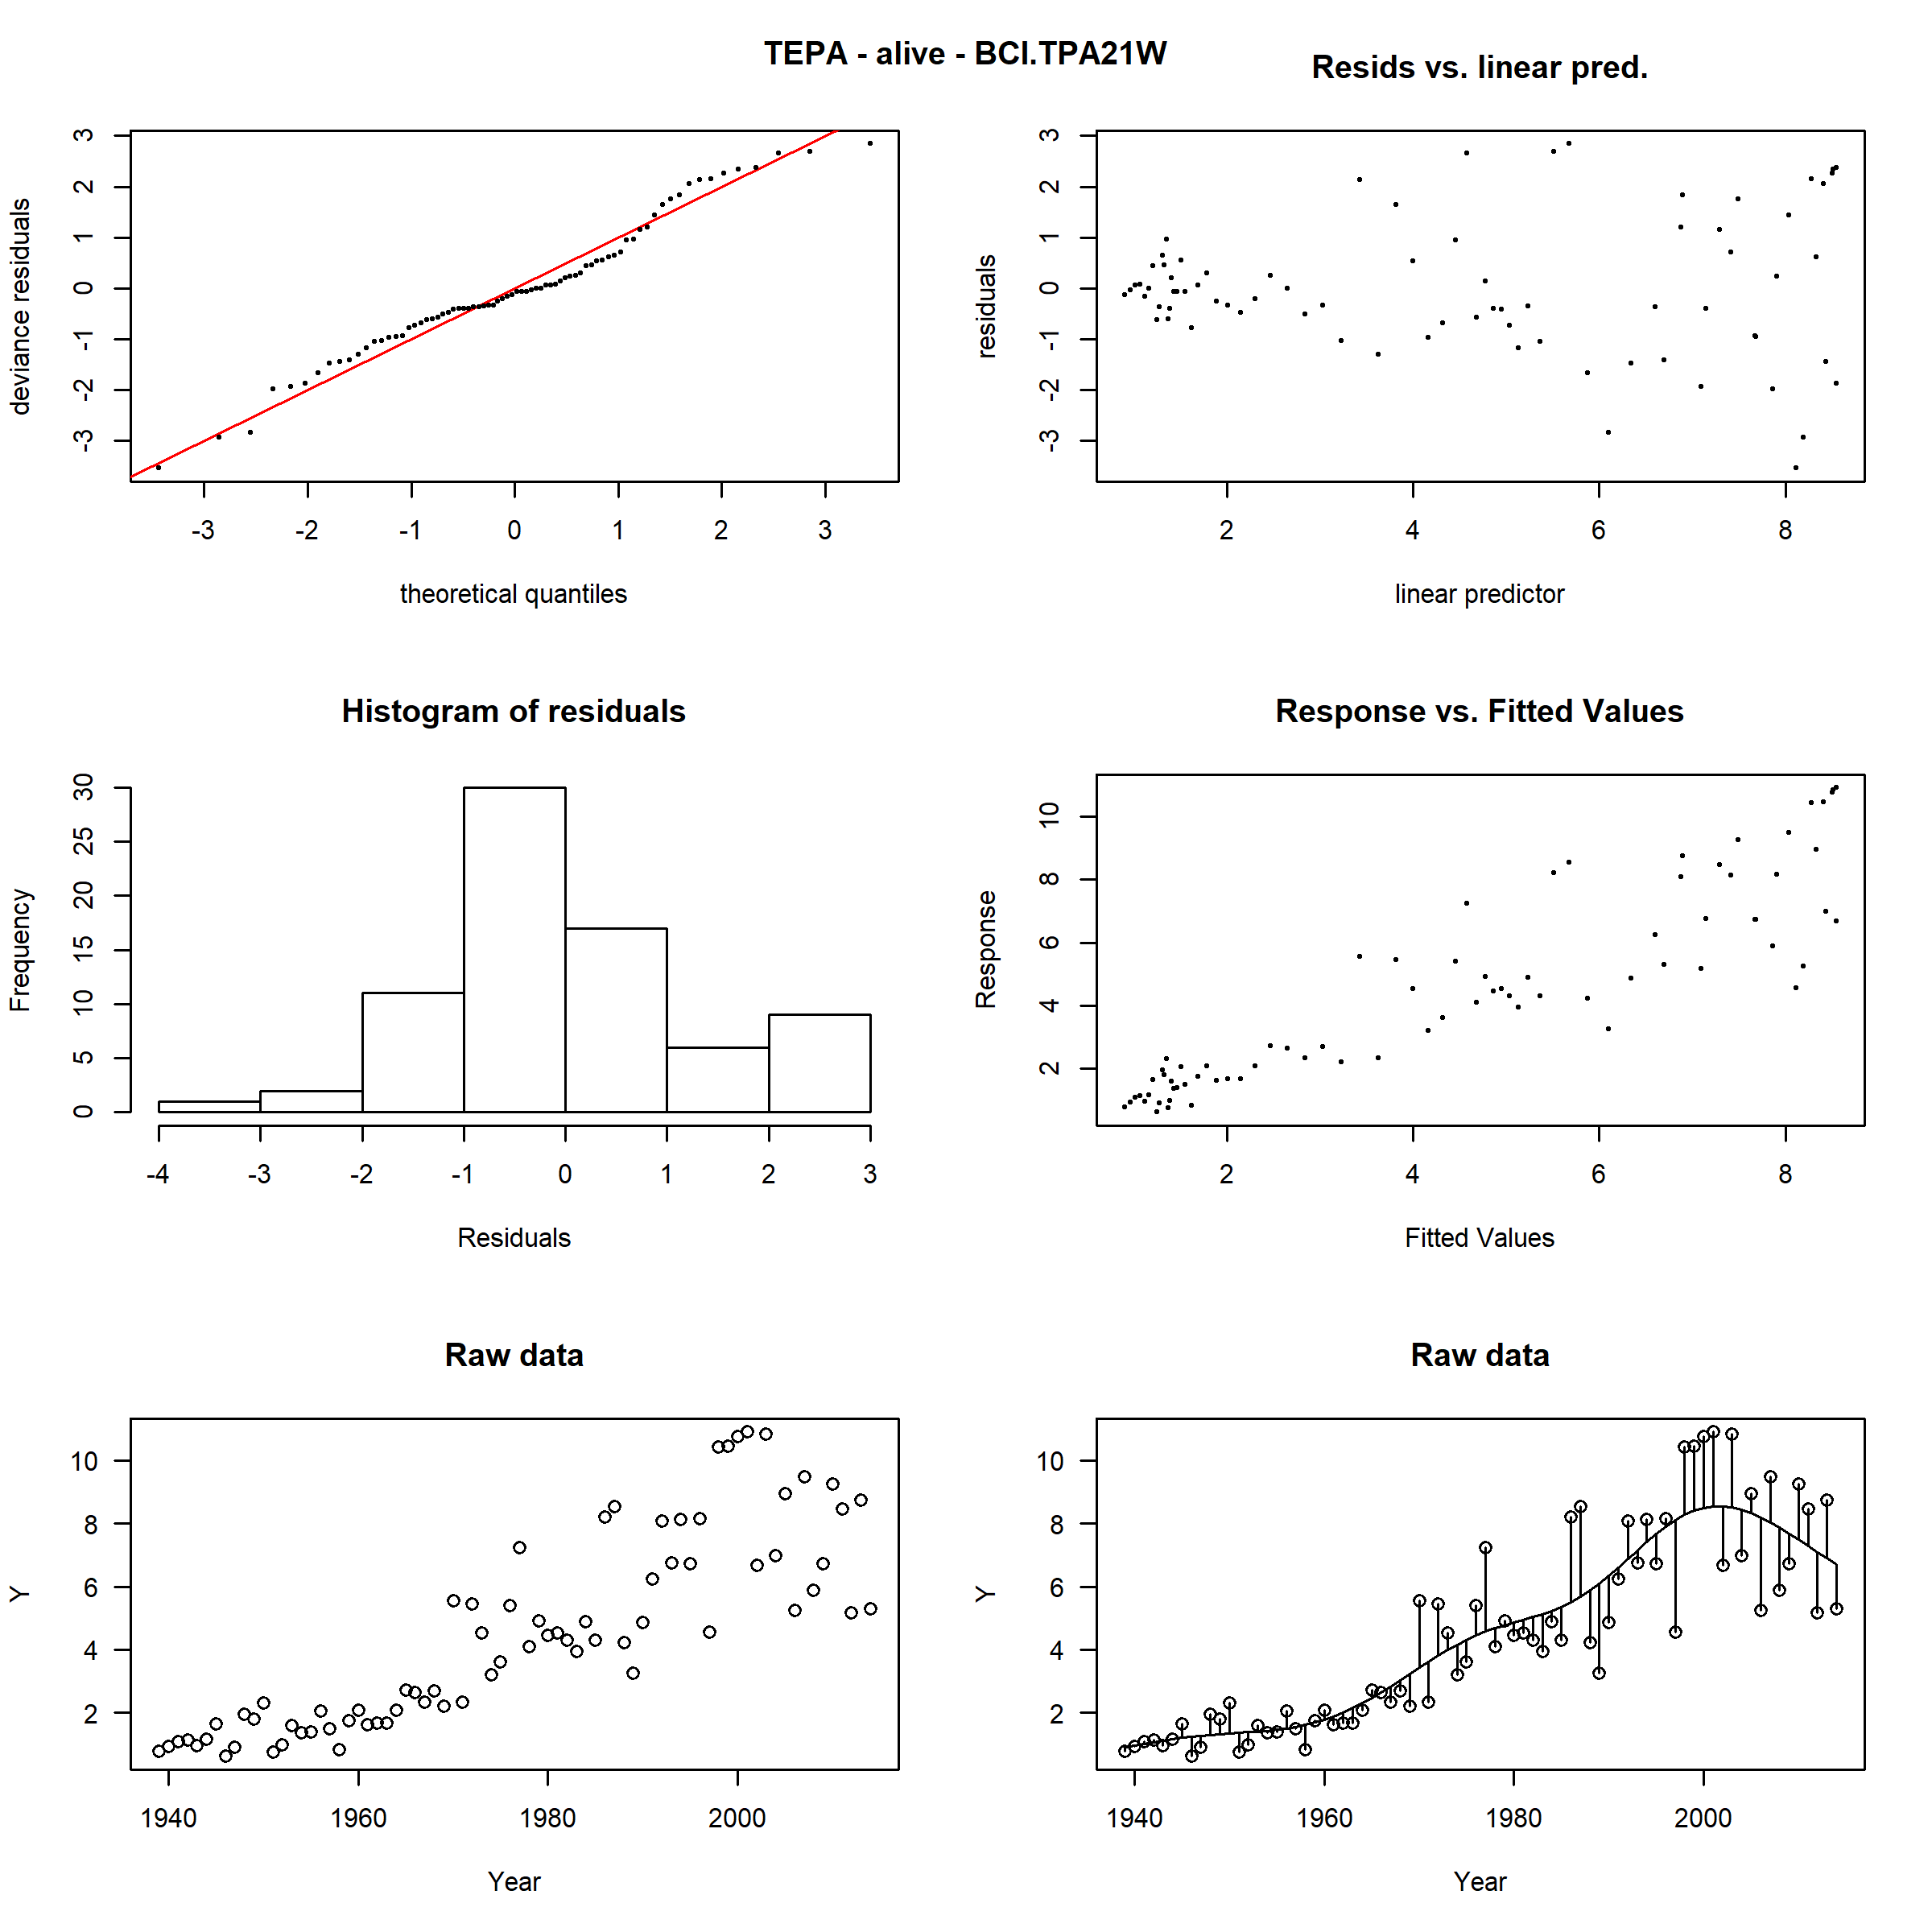 TEPA - alive - BCI.TPA21W
Resids vs. linear pred.
deviance residuals
3
2
1
0
-1
-2
-3
-3 -2 -1 0 1 2 3
theoretical quantiles
residuals
3
2
1
0
-1
-2
-3
2 4 6 8
linear predictor
Histogram of residuals
Frequency
30
25
20
15
10
5
0
-4 -3 -2 -1 0 1 2 3
Residuals
Response vs. Fitted Values
Response
10
8
6
4
2
2 4 6 8
Fitted Values
Raw data
Y
10
8
6
4
2
1940 1960 1980 2000
Year
Raw data
Y
10
8
6
4
2
1940 1960 1980 2000
Year